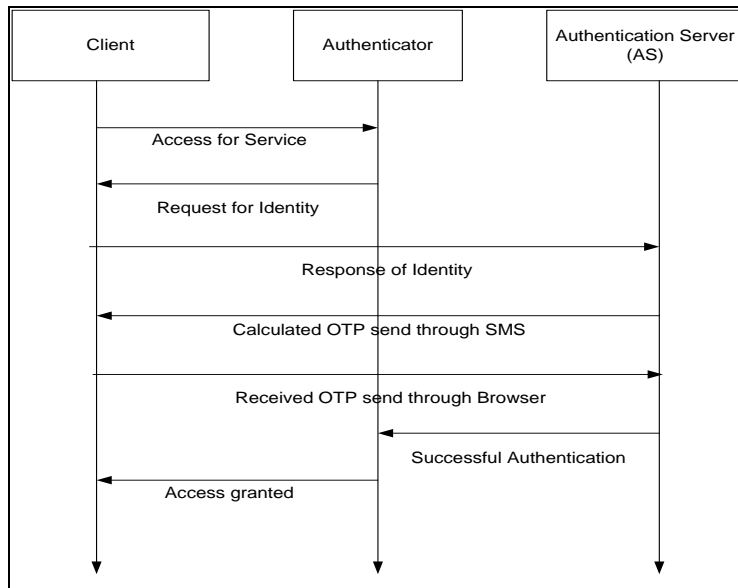 Client
Authenticator
Authentication Server
(AS)
Access for Service
Request for Identity
Response of Identity
Calculated OTP send through SMS
Received OTP send through Browser
Successful Authentication
Access granted